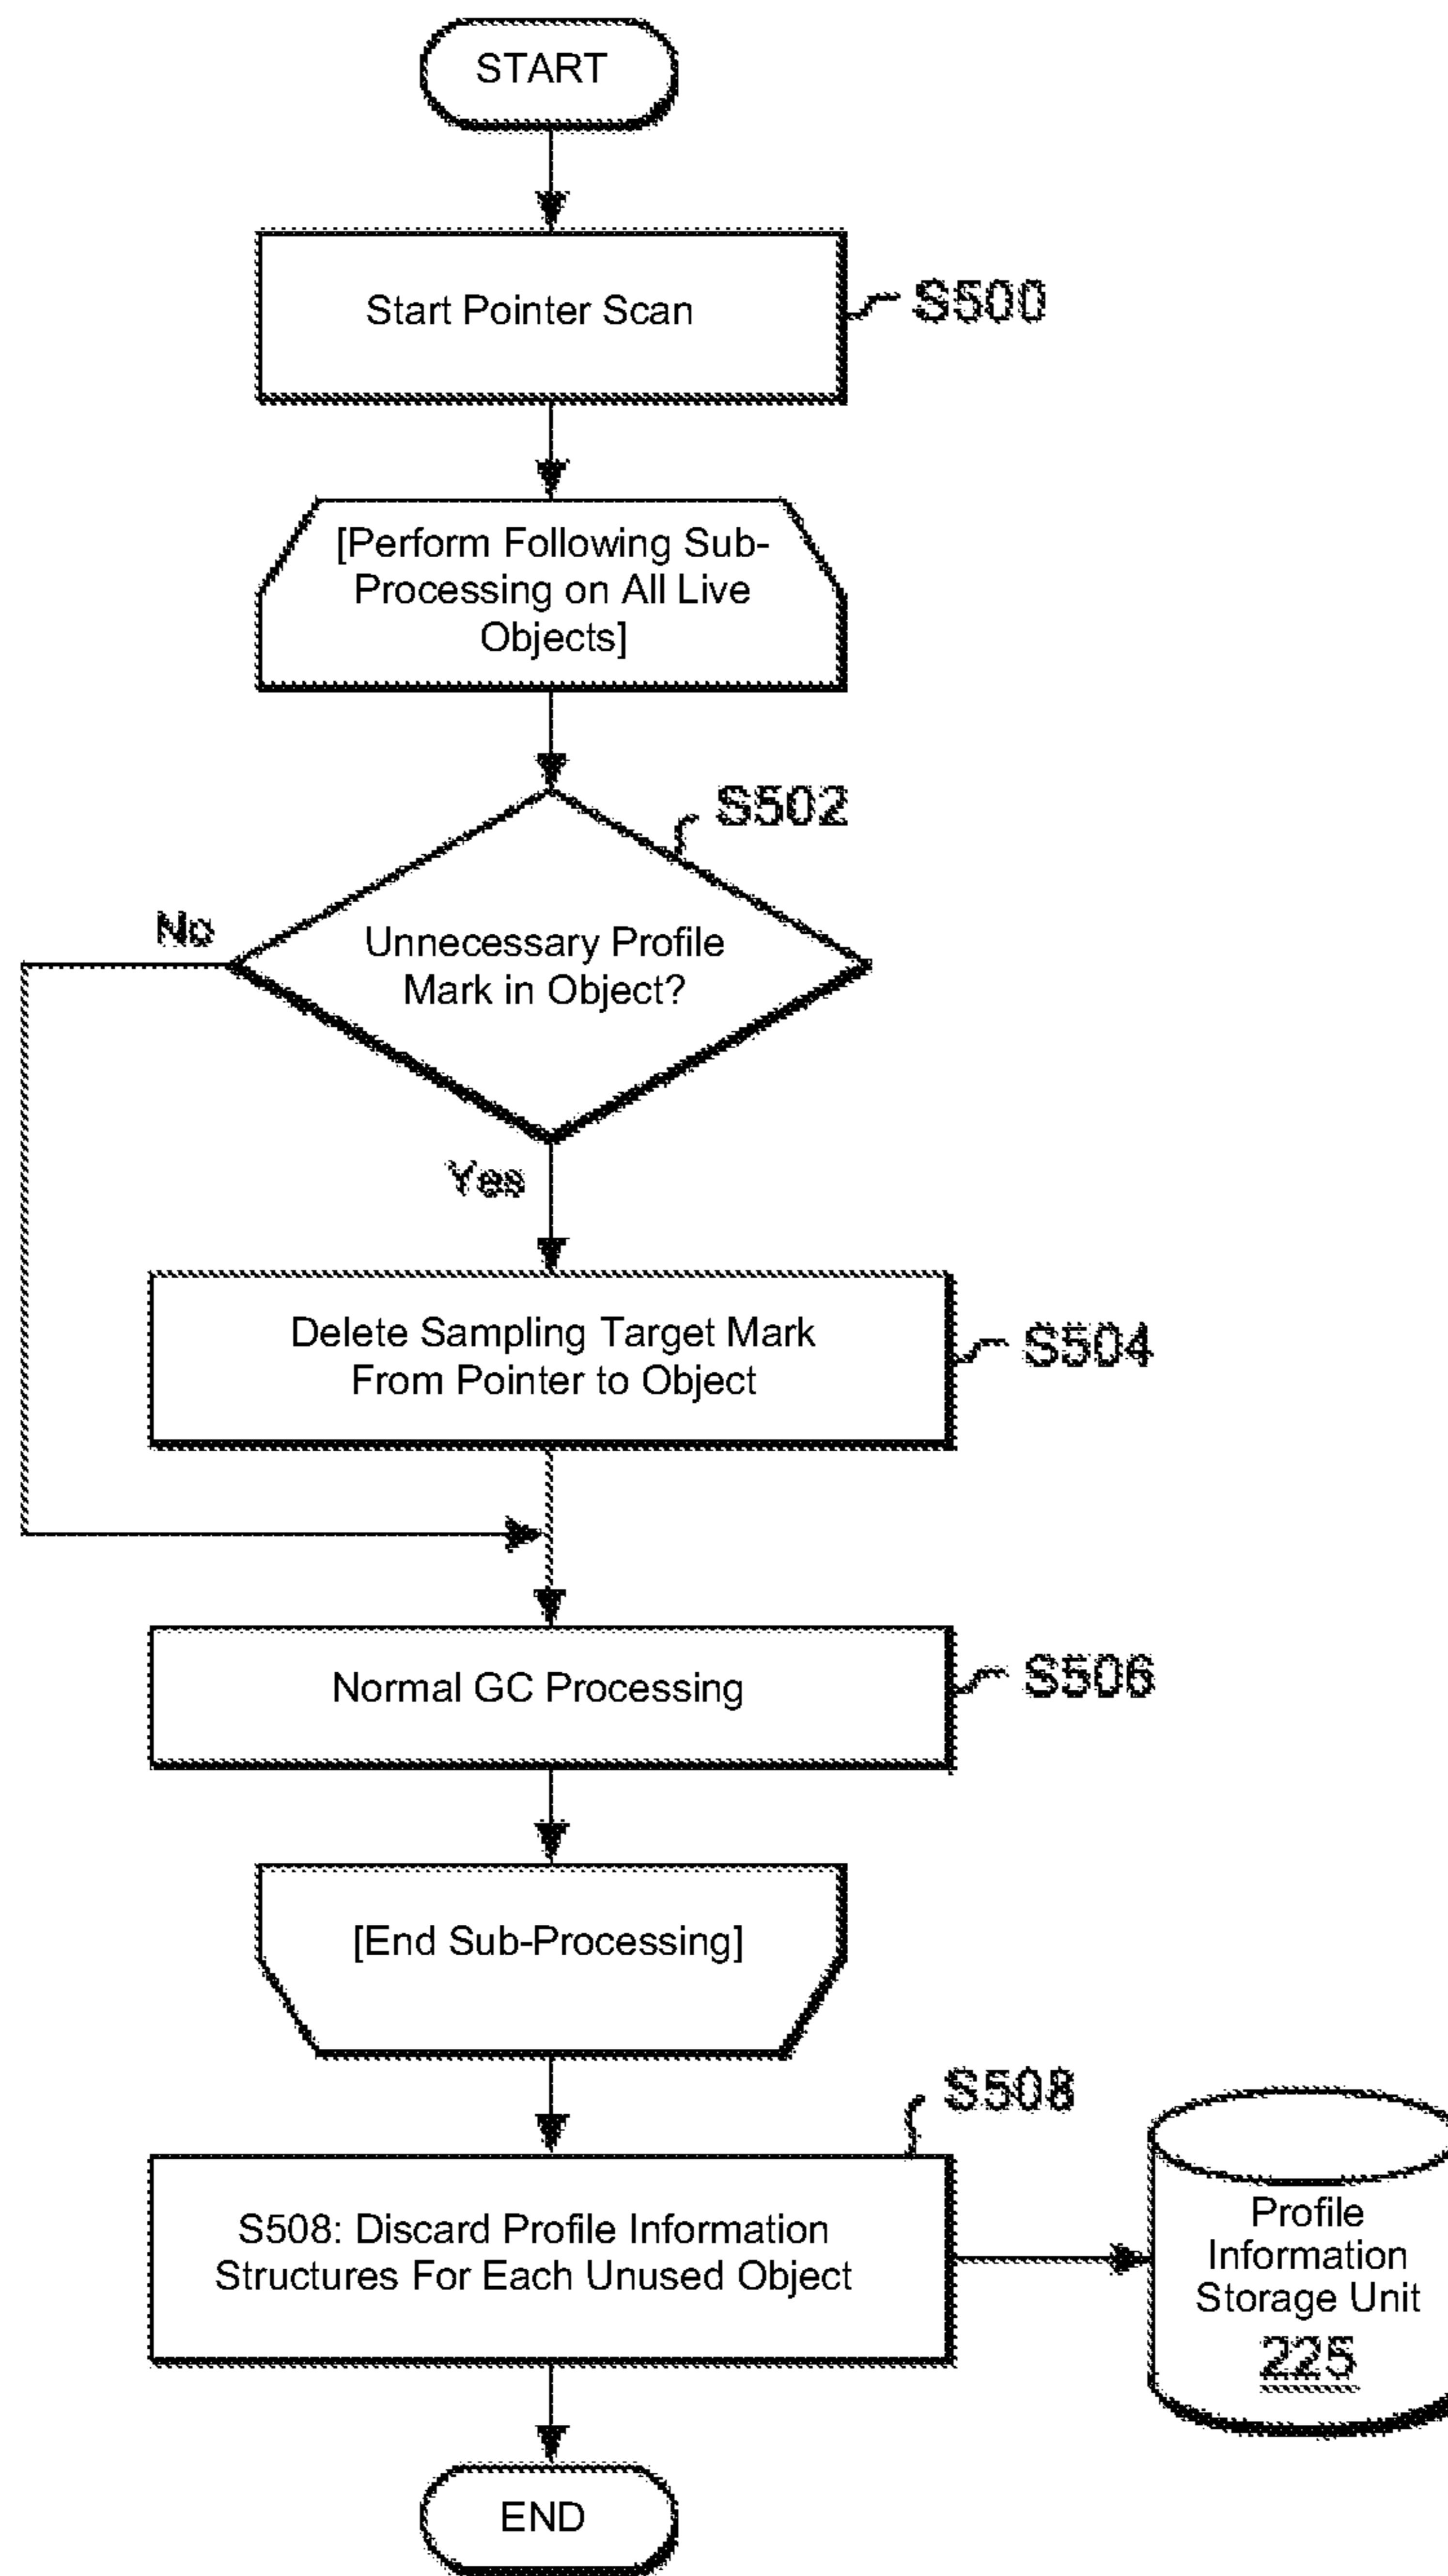 START
Start Pointer Scan
S500
[Perform Following Sub-
Processing on All Live
Objects]
S502
No
Unnecessary Profile
Mark in Object?
Yes
Delete Sampling Target Mark
From Pointer to Object
S504
Normal GC Processing
S506
[End Sub-Processing]
S508
S508: Discard Profile Information
Structures For Each Unused Object
Profile
Information
Storage Unit
225
END